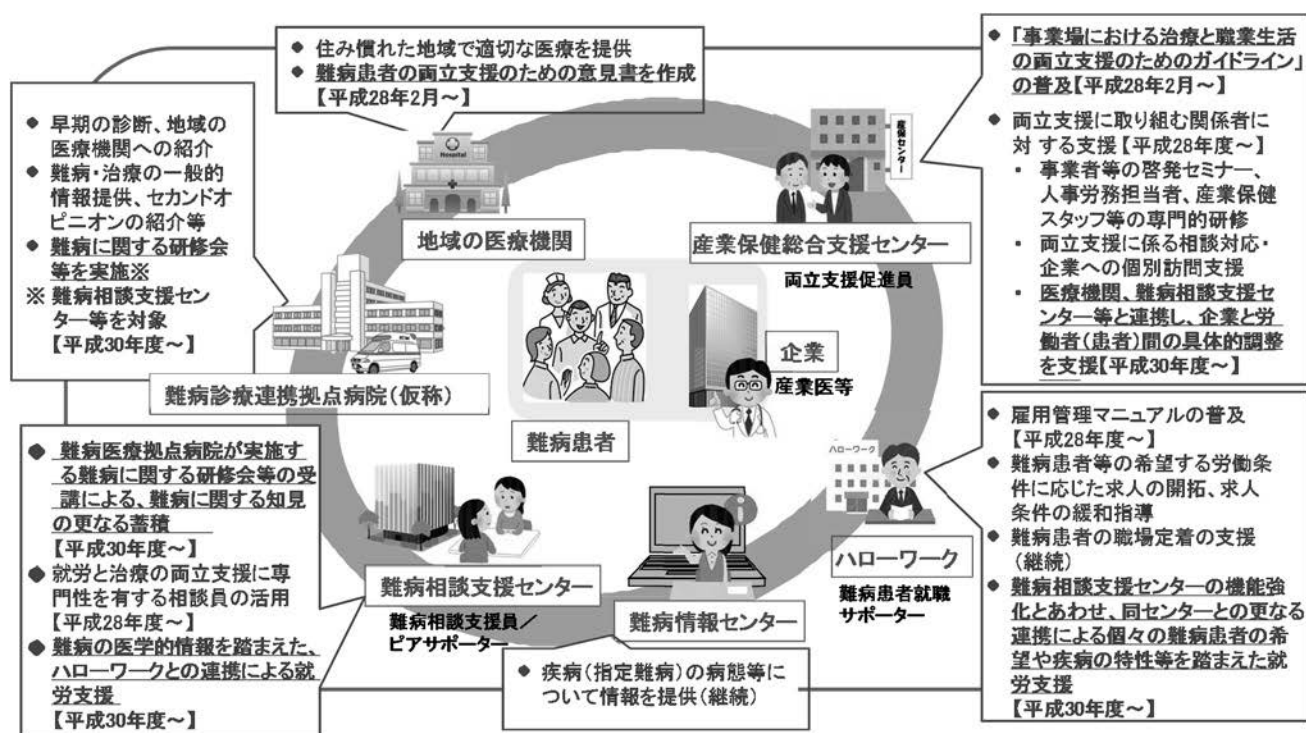 ● 住み慣れた地域で適切な医療を提供
● 難病患者の両立支援のための意見書を作成
【平成28年2月～】
● 「事業場における治療と職業生活
の両立支援のためのガイドライン」
の普及【平成28年2月～】
● 両立支援に取り組む関係者に
対する支援【平成28年度～】
・ 事業者等の啓発セミナー、
人事労務担当者、産業保健
スタッフ等の専門的研修
・ 両立支援に係る相談対応・
企業への個別訪問支援
・ 医療機関、難病相談支援セ
ンター等と連携し、企業と労
働者(患者)間の具体的調整
を支援【平成30年度～】
● 早期の診断、地域の
医療機関への紹介
● 難病・治療の一般的
情報提供、セカンドオ
ピニオンの紹介等
● 難病に関する研修会
等を実施※
※ 難病相談支援セン
ター等を対象
【平成30年度～】
Hospital
地域の医療機関
産保センター
産業保健総合支援センター
両立支援促進員
企業
産業医等
難病患者
難病診療連携拠点病院(仮称)
● 難病医療拠点病院が実施す
る難病に関する研修会等の受
講による、難病に関する知見
の更なる蓄積
【平成30年度～】
● 就労と治療の両立支援に専
門性を有する相談員の活用
【平成28年度～】
● 難病の医学的情報を踏まえた、
ハローワークとの連携による就
労支援
【平成30年度～】
難病相談支援センター
難病相談支援員／
ピアサポーター
i
難病情報センター
● 疾病(指定難病)の病態等に
ついて情報を提供(継続)
ハローワーク
ハローワーク
難病患者就職
サポーター
● 雇用管理マニュアルの普及
【平成28年度～】
● 難病患者等の希望する労働条
件に応じた求人の開拓、求人
条件の緩和指導
● 難病患者の職場定着の支援
(継続)
● 難病相談支援センターの機能強
化とあわせ、同センターとの更なる
連携による個々の難病患者の希
望や疾病の特性等を踏まえた就
労支援
【平成30年度～】